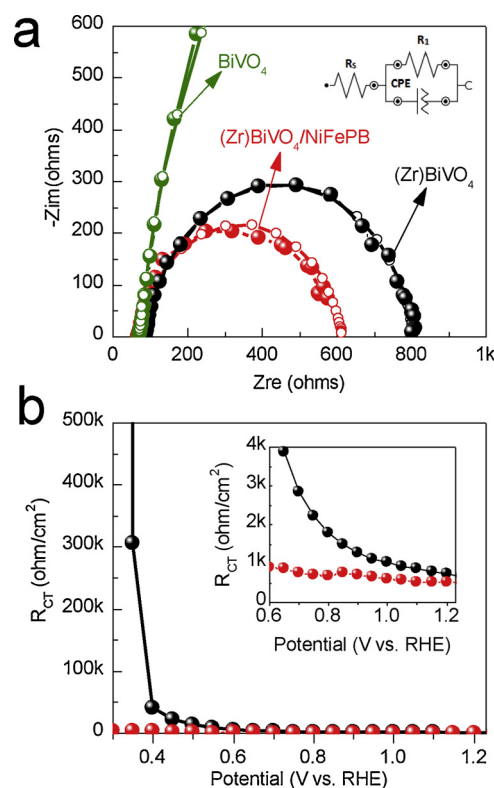 a
600
500
400
300
200
100
0
-Zim(ohms)
BiVO₄
(Zr)BiVO₄/NiFePB
(Zr)BiVO₄
Rs
R₁
CPE
0 200 400 600 800 1k
Zre (ohms)
b
500k
400k
300k
200k
100k
0
R_CT (ohm/cm²)
4k
3k
2k
1k
0
R_CT (ohm/cm²)
0.6 0.8 1.0 1.2
Potential (V vs. RHE)
0.4 0.6 0.8 1.0 1.2
Potential (V vs. RHE)